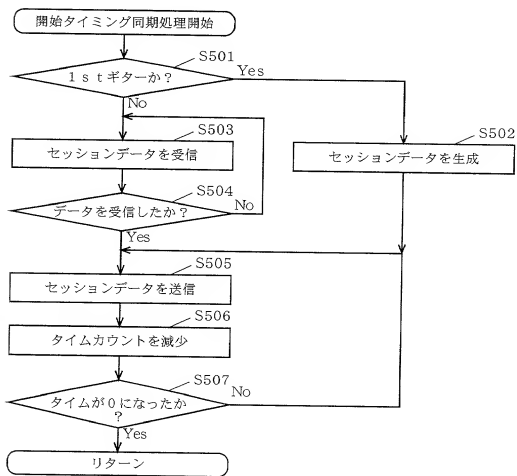 開始タイミング同期処理開始
S501
1stギターか?
Yes
No
S503
セッションデータを受信
S502
セッションデータを生成
S504
データを受信したか?
No
Yes
S505
セッションデータを送信
S506
タイムカウントを減少
S507
タイムが0になったか
?
No
Yes
リターン